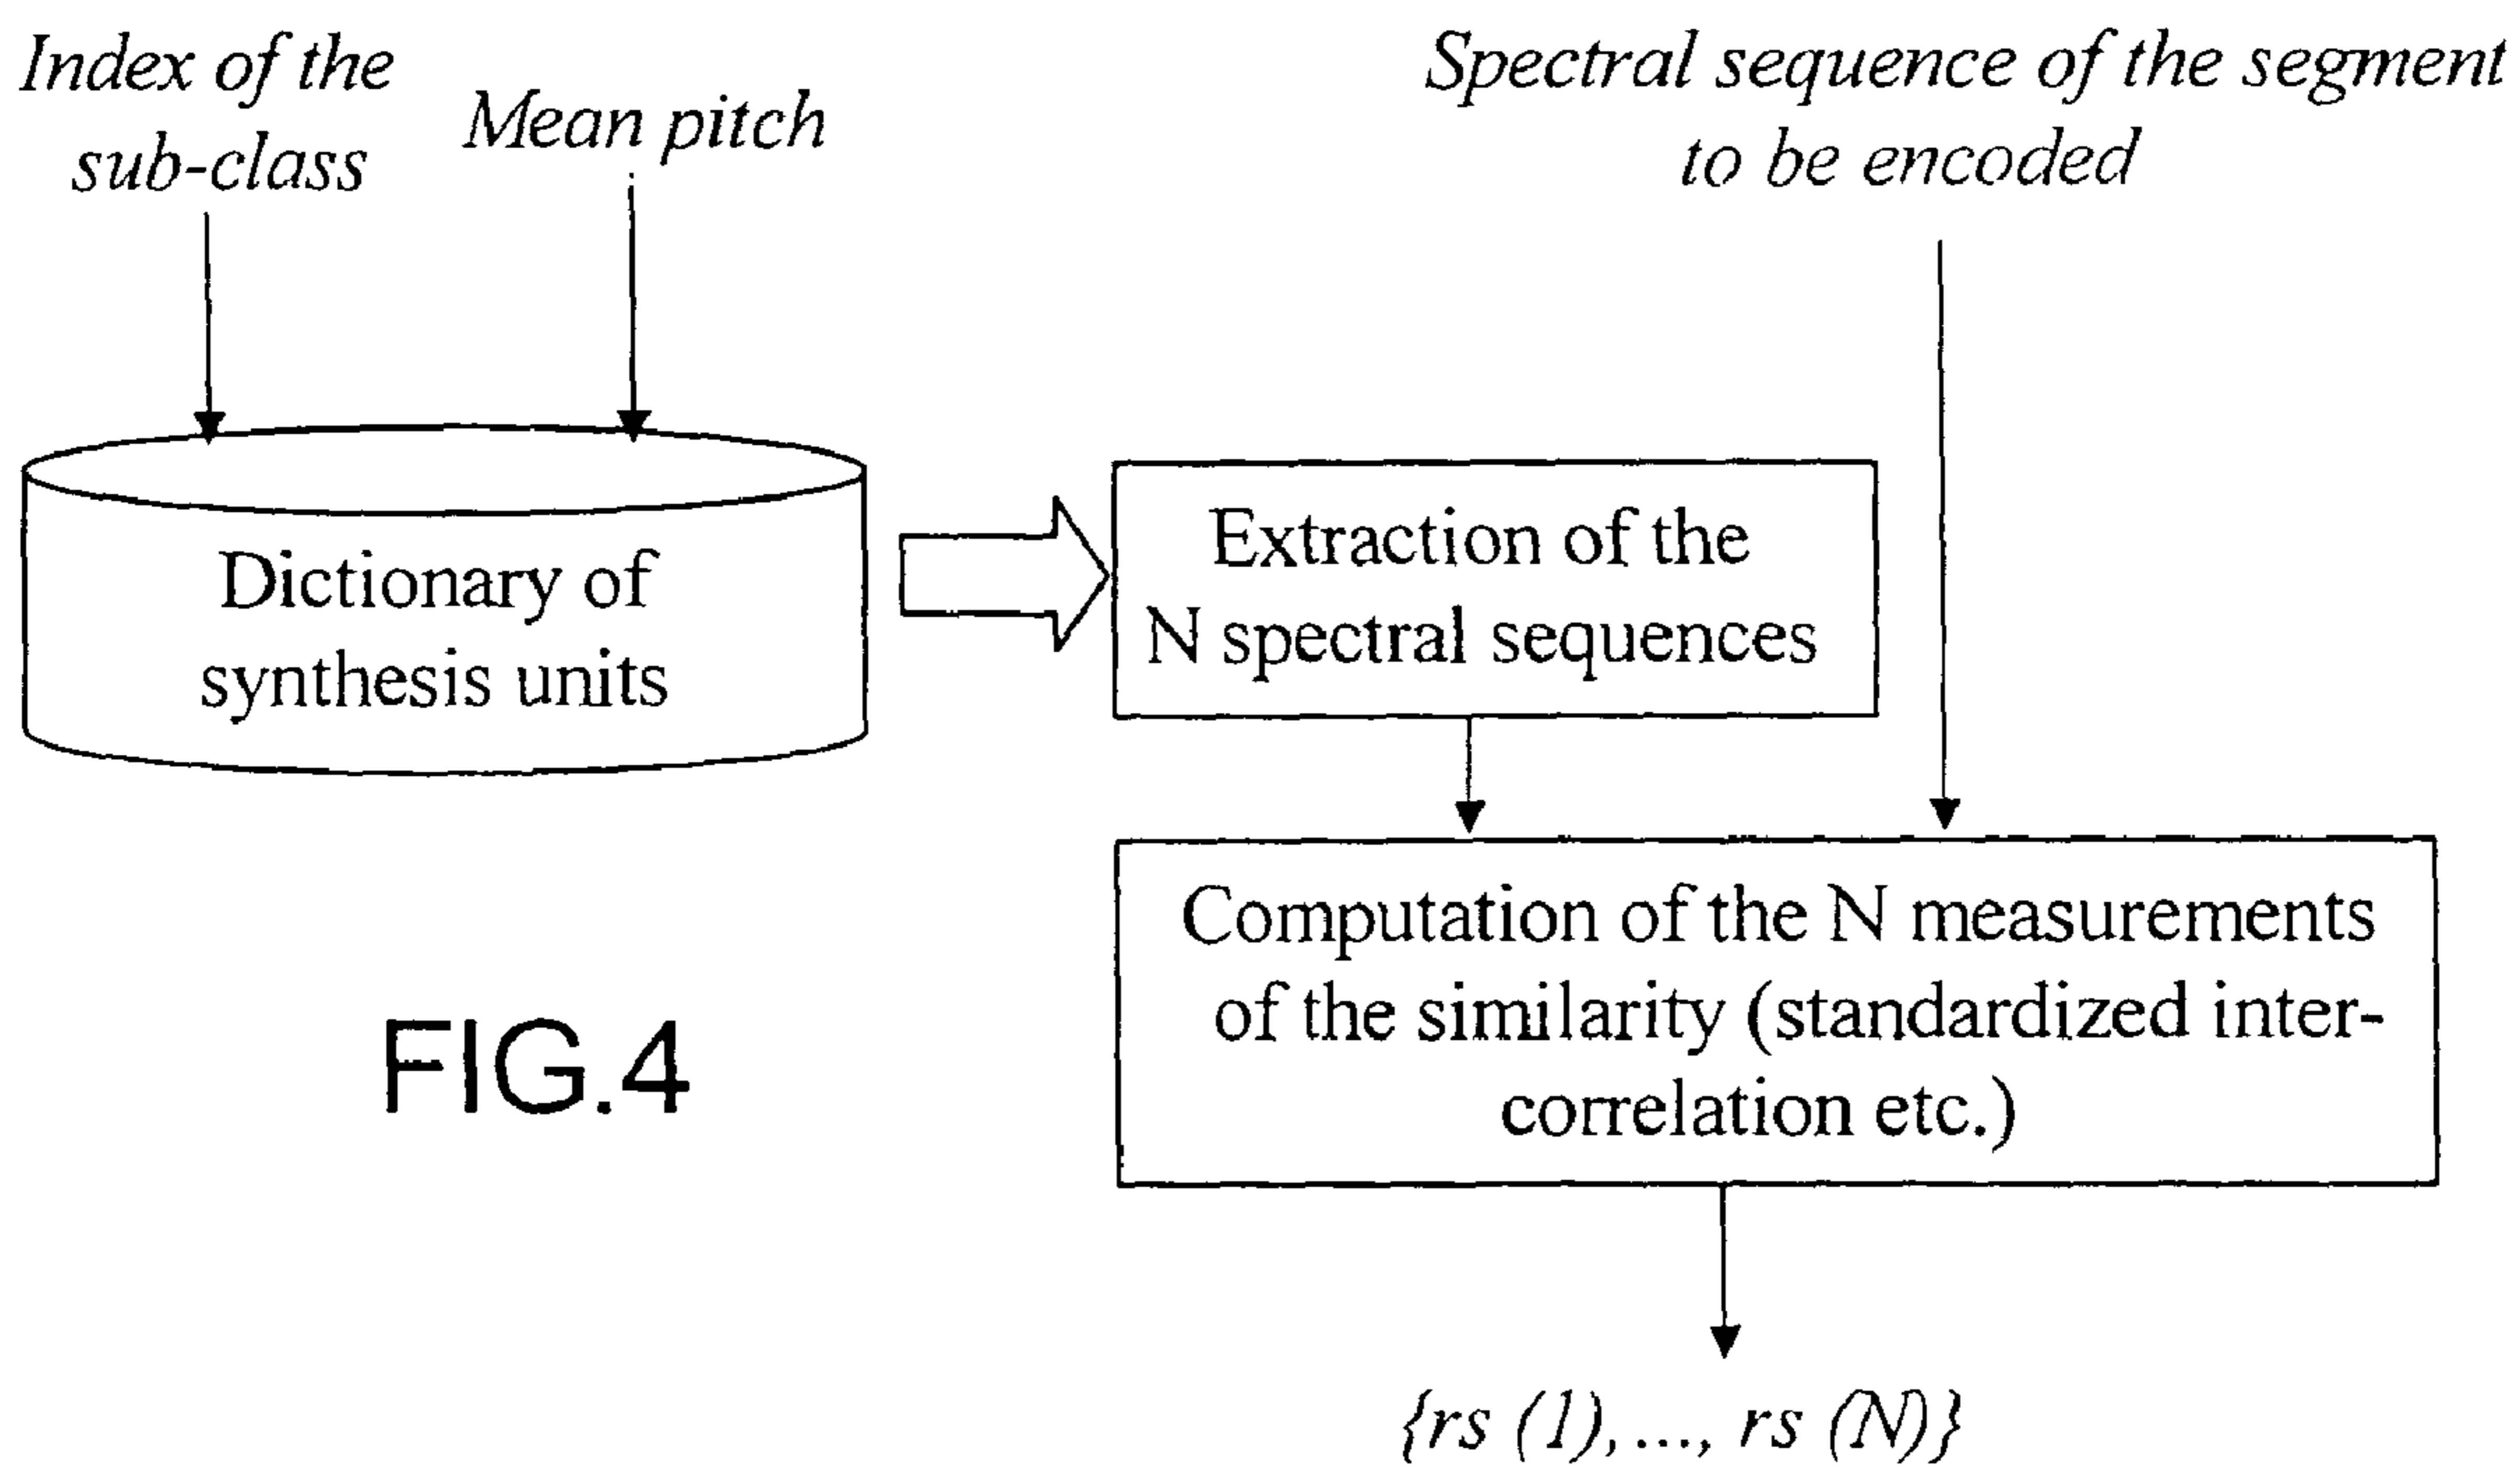 Index of the
sub-class
Mean pitch
Spectral sequence of the segment
to be encoded
Dictionary of
synthesis units
Extraction of the
N spectral sequences
Computation of the N measurements
of the similarity (standardized inter-
correlation etc.)
FIG.4
{rs (1), ..., rs (N)}